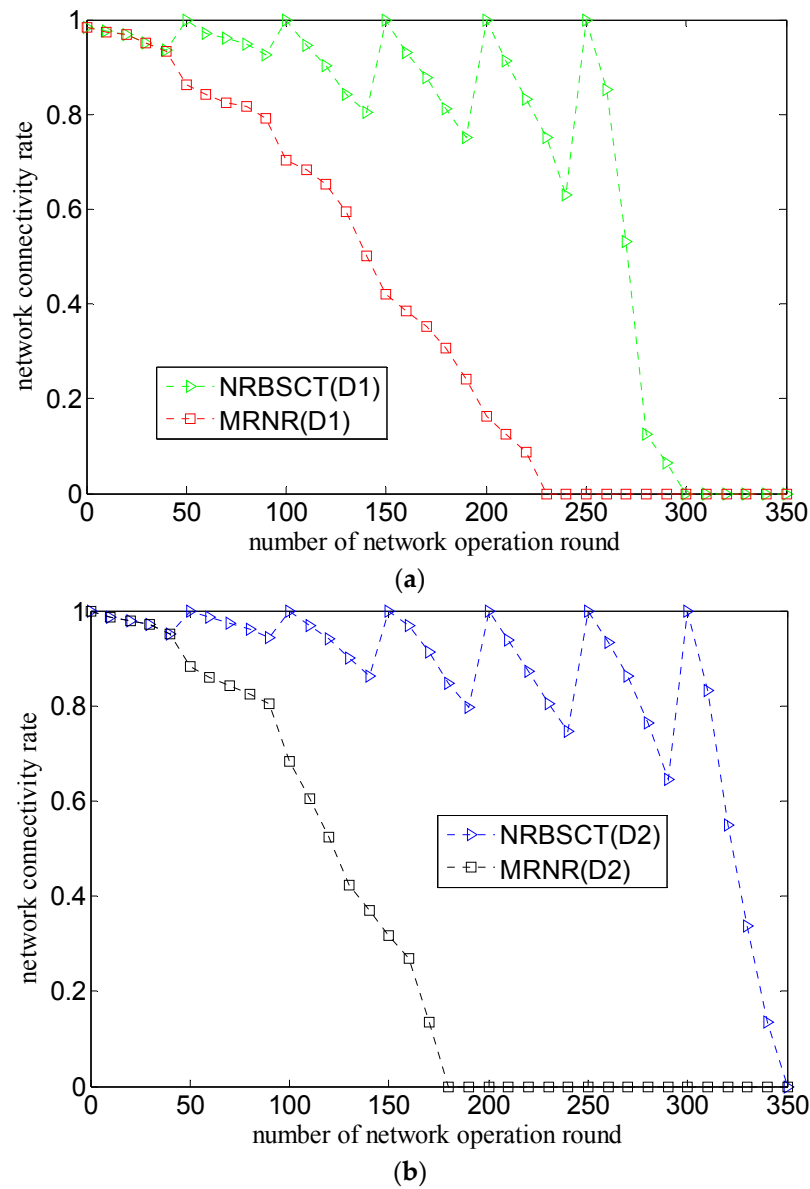 1
0.8
0.6
0.4
0.2
0
network connectivity rate
NRBSCT(D1)
MRNR(D1)
0 50 100 150 200 250 300 350
number of network operation round
(a)
1
0.8
0.6
0.4
0.2
0
network connectivity rate
NRBSCT(D2)
MRNR(D2)
0 50 100 150 200 250 300 350
number of network operation round
(b)